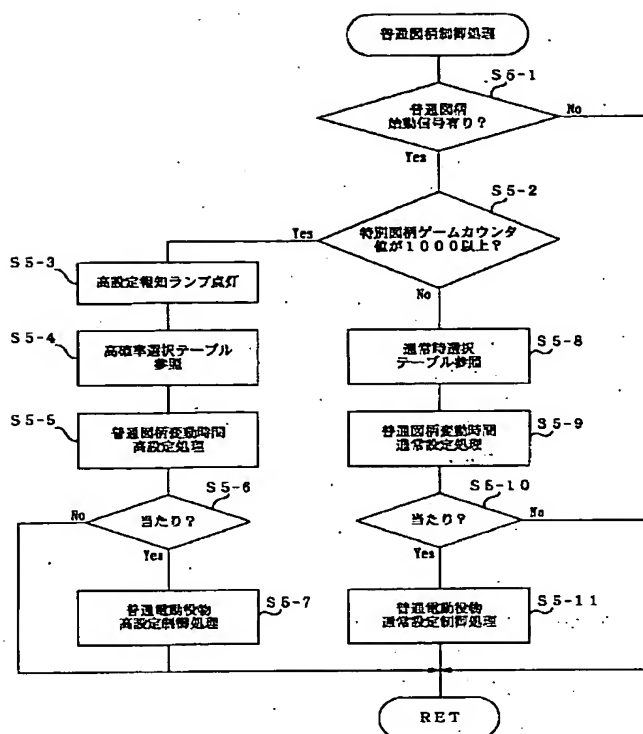 普通図柄制御処理
S5-1
普通図柄
始動信号有り?
No
Yes
S5-2
特別図柄ゲームカウンタ
値が1000以上?
Yes
No
S5-3
高設定報知ランプ点灯
S5-4
高確率選択テーブル
参照
S5-8
通常時選択
テーブル参照
S5-5
普通図柄変動時間
高設定処理
S5-9
普通図柄変動時間
通常設定処理
S5-6
当たり?
No
Yes
S5-10
当たり?
No
Yes
S5-7
普通電動役物
高設定制御処理
S5-11
普通電動役物
通常設定制御処理
RET